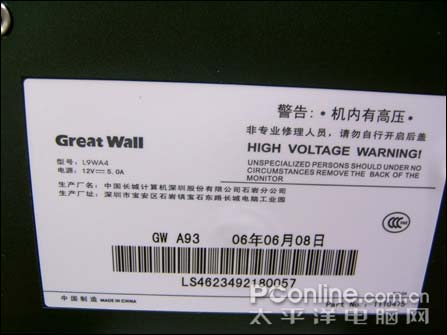 Great Wall
型号: L9WA4
电源: 12V⎓5.0A
警告: · 机内有高压 ·
非专业修理人员, 请勿自行开启后盖
HIGH VOLTAGE WARNING!
UNSPECIALIZED PERSONS SHOULD UNDER NO
CIRCUMSTANCES REMOVE THE BACK OF THE
MONITOR
生产厂名: 中国长城计算机深圳股份有限公司石岩分公司
生产厂址: 深圳市宝安区石岩镇宝石东路长城电脑工业园
CCC
GW A93 06年06月08日
LS4623492180057
中国制造 MADE IN CHINA
Part No.: 7110475
PConline.com.cn
太平洋电脑网